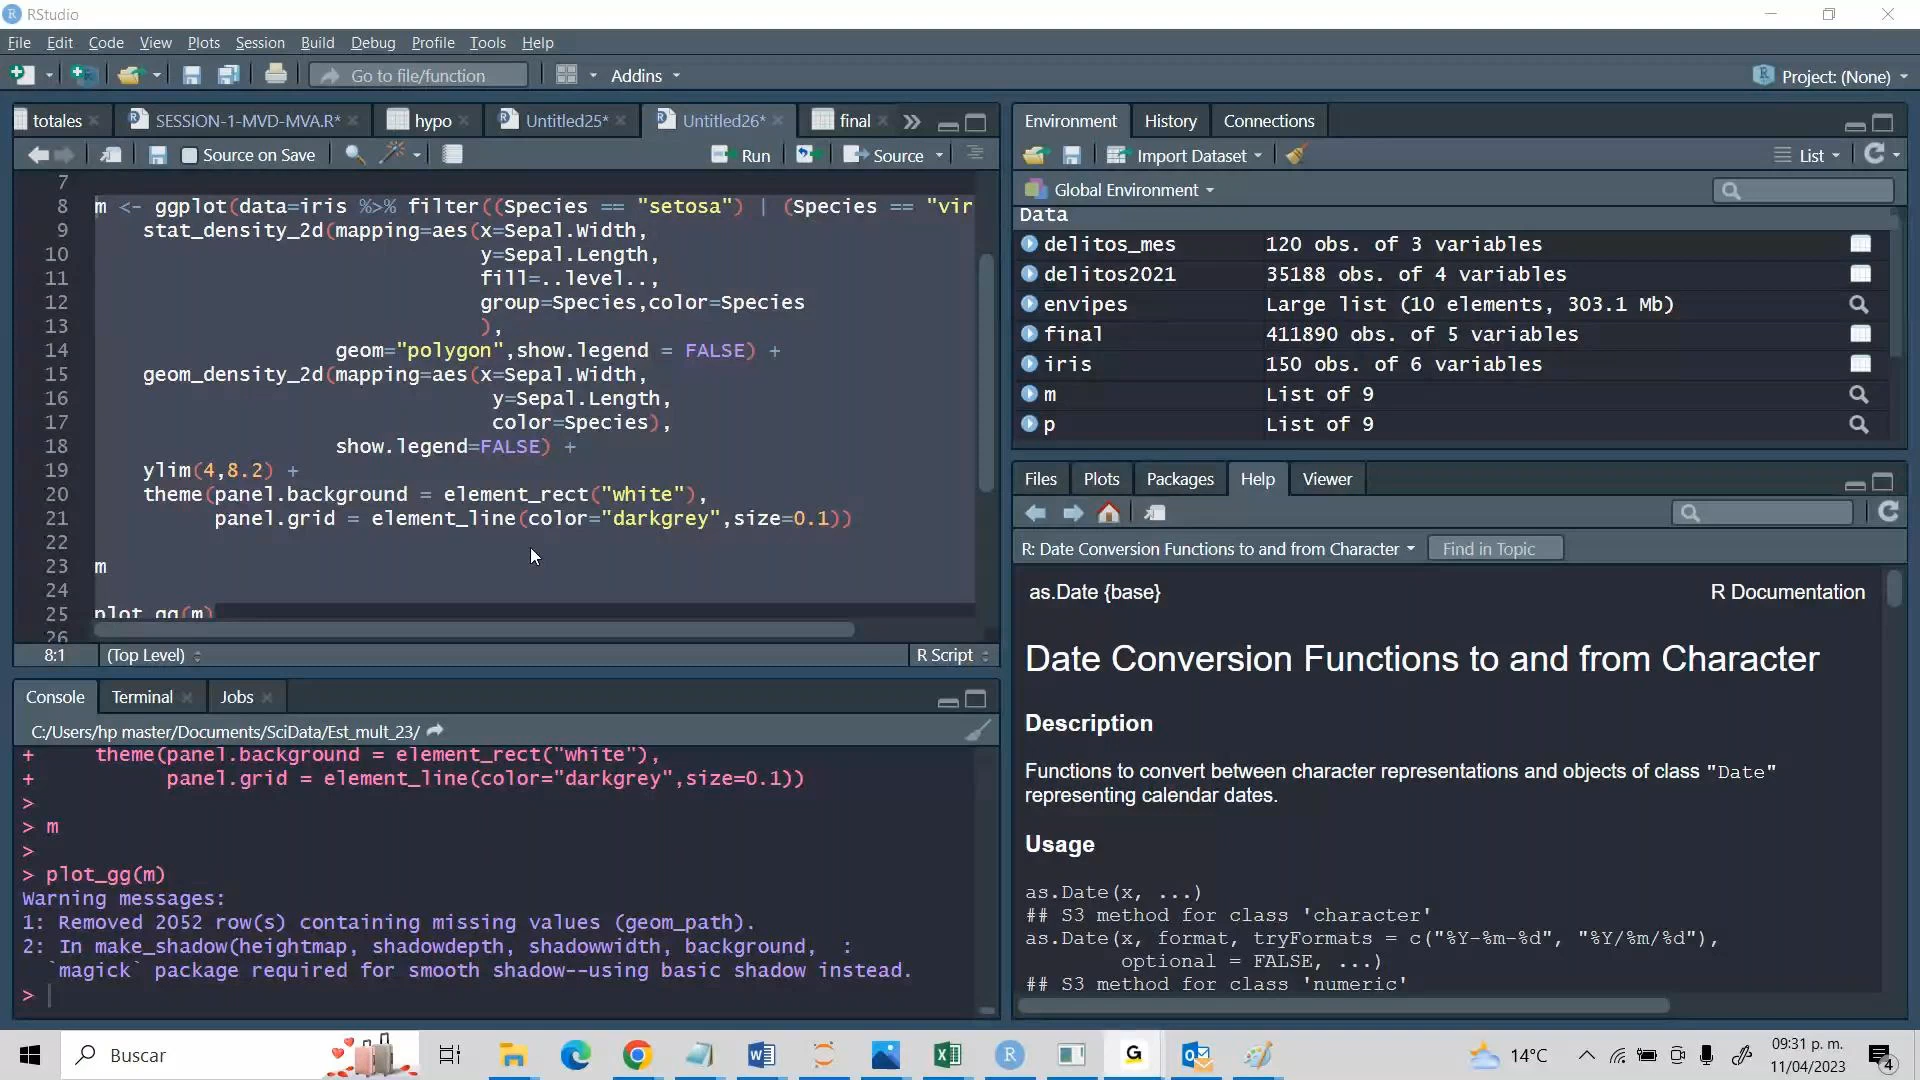 RStudio
File Edit Code View Plots Session Build Debug Profile Tools Help
Go to file/function Addins Project: (None)
totales SESSION-1-MVD-MVA.R* hypo Untitled25* Untitled26* final
Source on Save Run Source
7
8 m <- ggplot(data=iris %>% filter((Species == "setosa") | (Species == "vir
9 stat_density_2d(mapping=aes(x=Sepal.Width,
10 y=Sepal.Length,
11 fill=..level..,
12 group=Species,color=Species
13 ),
14 geom="polygon",show.legend = FALSE) +
15 geom_density_2d(mapping=aes(x=Sepal.Width,
16 y=Sepal.Length,
17 color=Species),
18 show.legend=FALSE) +
19 ylim(4,8.2) +
20 theme(panel.background = element_rect("white"),
21 panel.grid = element_line(color="darkgrey",size=0.1))
22
23 m
24
25 plot_gg(m)
26
8:1 (Top Level) R Script
Console Terminal Jobs
C:/Users/hp master/Documents/SciData/Est_mult_23/
+ theme(panel.background = element_rect("white"),
+ panel.grid = element_line(color="darkgrey",size=0.1))
>
> m
>
> plot_gg(m)
Warning messages:
1: Removed 2052 row(s) containing missing values (geom_path).
2: In make_shadow(heightmap, shadowdepth, shadowwidth, background, :
`magick` package required for smooth shadow--using basic shadow instead.
>
Environment History Connections
Import Dataset List
Global Environment
Data
delitos_mes 120 obs. of 3 variables
delitos2021 35188 obs. of 4 variables
envipes Large list (10 elements, 303.1 Mb)
final 411890 obs. of 5 variables
iris 150 obs. of 6 variables
m List of 9
p List of 9
Files Plots Packages Help Viewer
R: Date Conversion Functions to and from Character Find in Topic
as.Date {base} R Documentation
Date Conversion Functions to and from Character
Description
Functions to convert between character representations and objects of class "Date"
representing calendar dates.
Usage
as.Date(x, ...)
## S3 method for class 'character'
as.Date(x, format, tryFormats = c("%Y-%m-%d", "%Y/%m/%d"),
optional = FALSE, ...)
## S3 method for class 'numeric'
Buscar 14°C 09:31 p. m.
11/04/2023 4